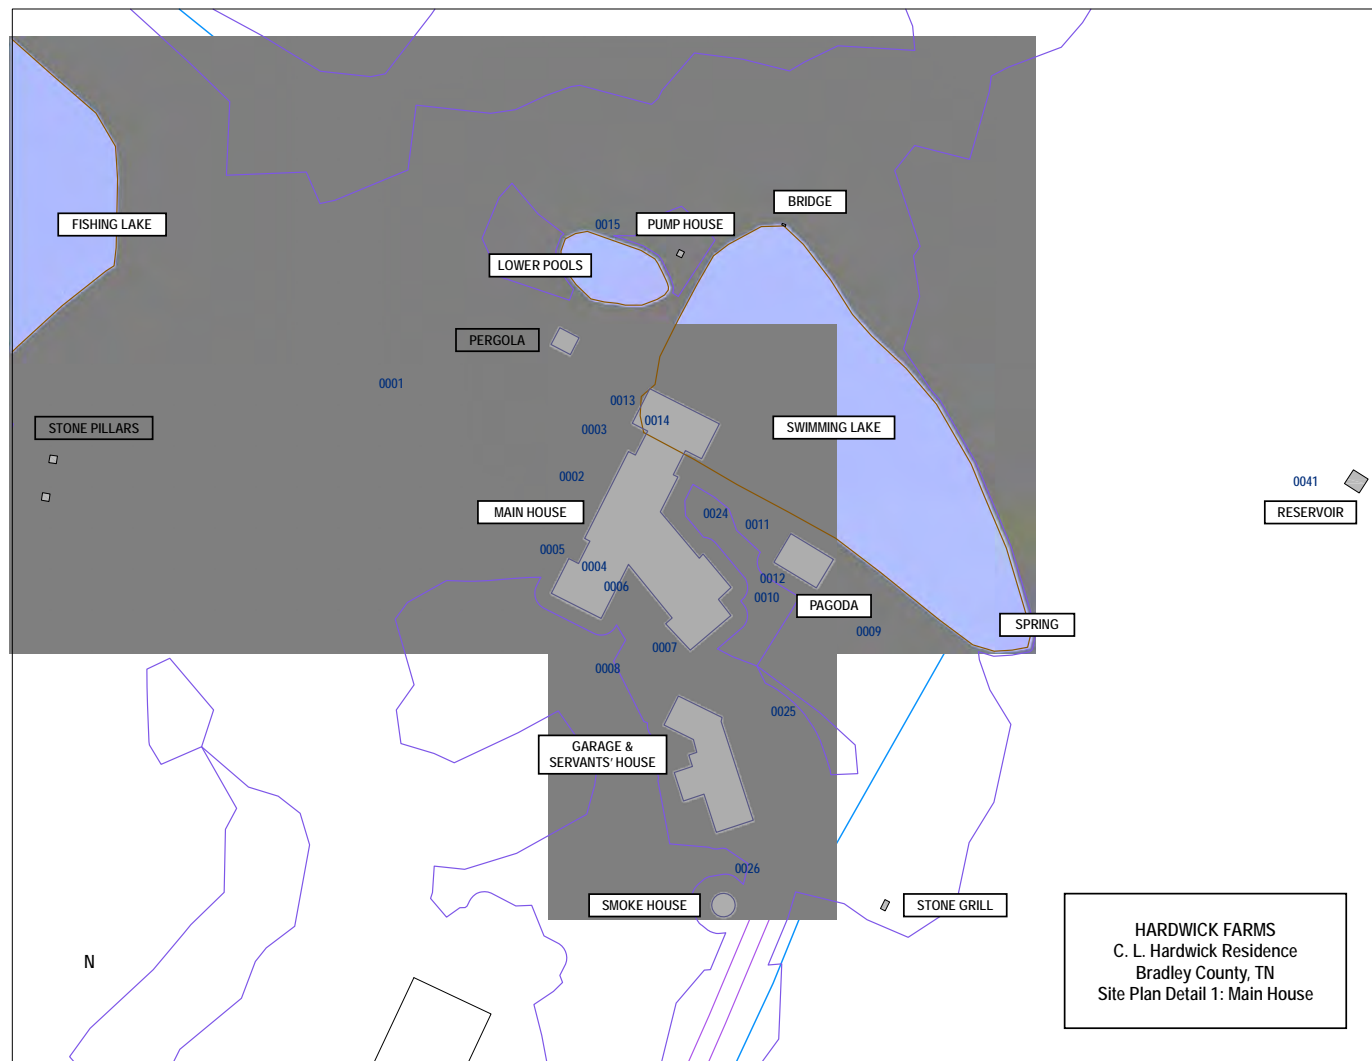 BRIDGE
FISHING LAKE
0015
PUMP HOUSE
LOWER POOLS
PERGOLA
0001
0013
0014
0003
STONE PILLARS
SWIMMING LAKE
0002
0041
MAIN HOUSE
0024
0011
RESERVOIR
0005
0004
0006
0012
0010
PAGODA
SPRING
0009
0007
0008
0025
GARAGE &
SERVANTS' HOUSE
0026
SMOKE HOUSE
STONE GRILL
N
HARDWICK FARMS
C. L. Hardwick Residence
Bradley County, TN
Site Plan Detail 1: Main House